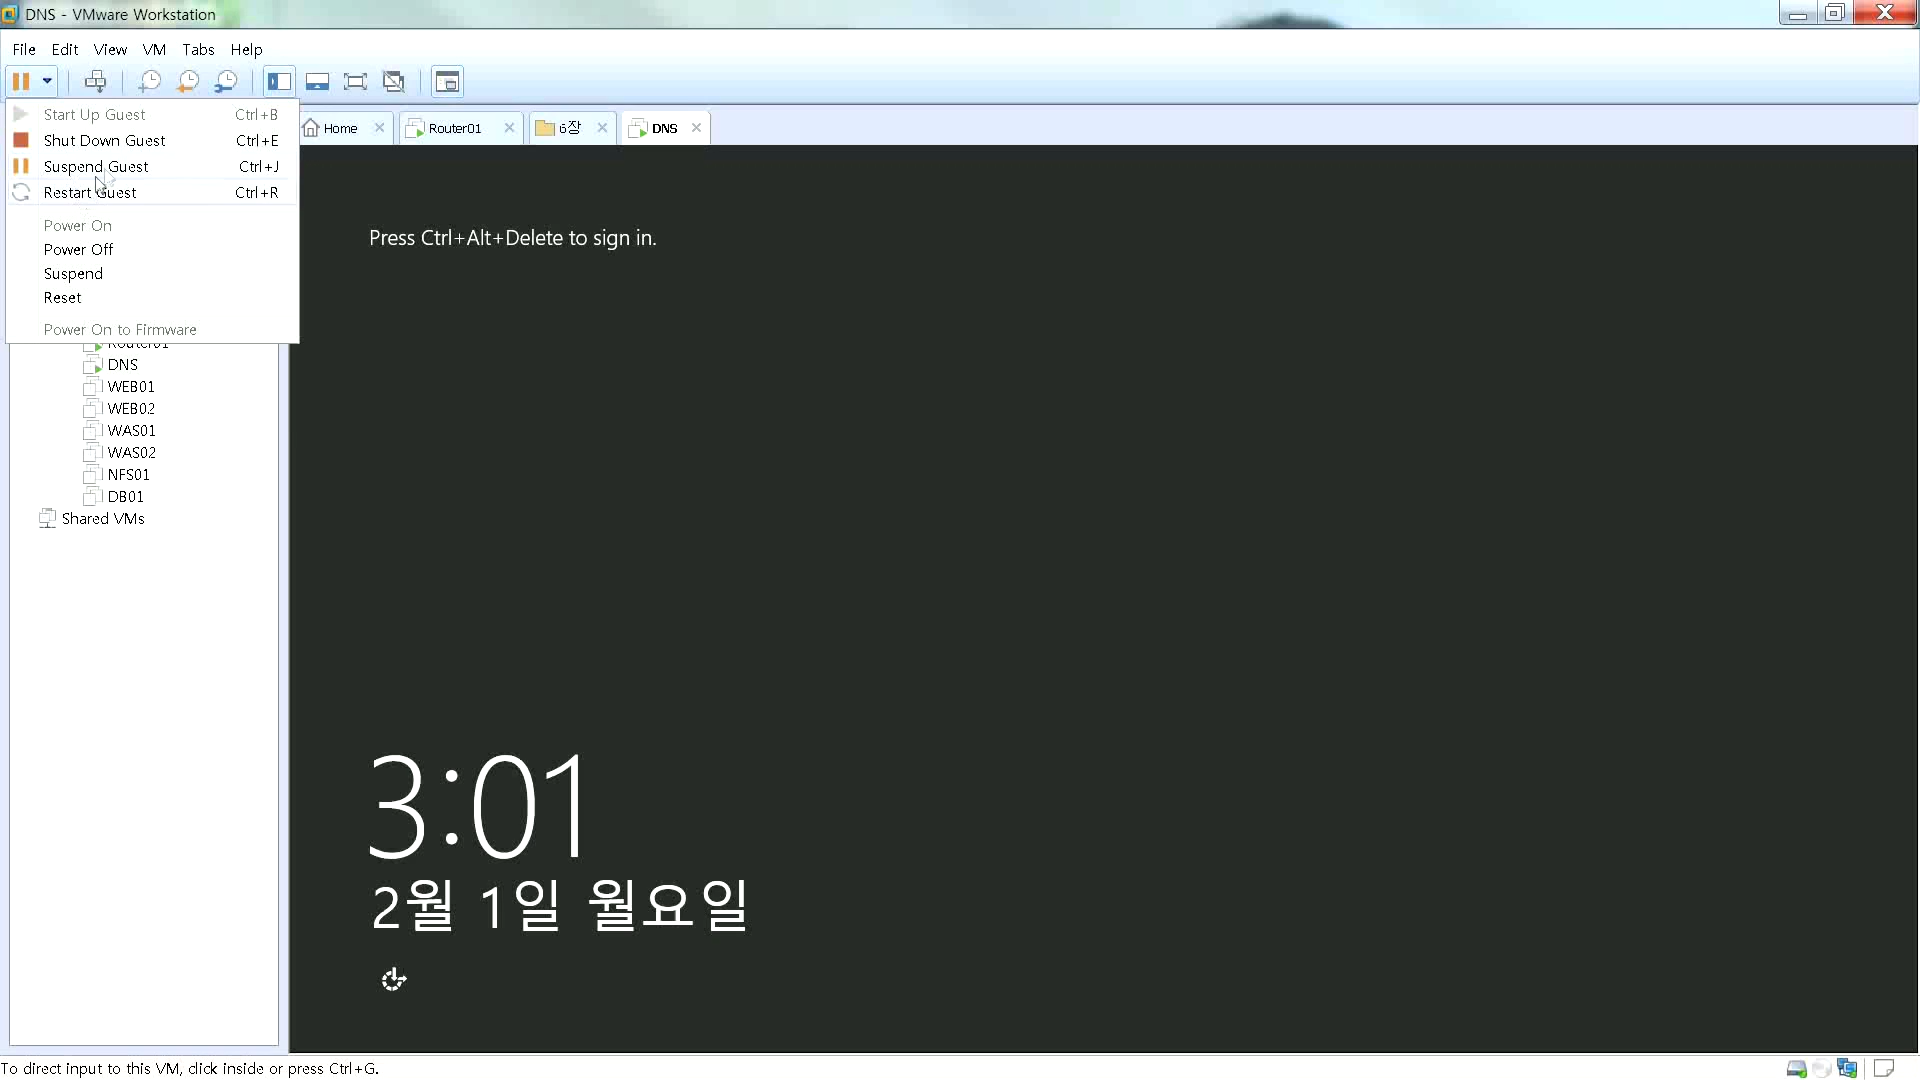 DNS - VMware Workstation
File Edit View VM Tabs Help
Start Up Guest Ctrl+B
Shut Down Guest Ctrl+E
Suspend Guest Ctrl+J
Restart Guest Ctrl+R
Power On
Power Off
Suspend
Reset
Power On to Firmware
Home
Router01
6장
DNS
Router01
DNS
WEB01
WEB02
WAS01
WAS02
NFS01
DB01
Shared VMs
Press Ctrl+Alt+Delete to sign in.
3:01
2월 1일 월요일
To direct input to this VM, click inside or press Ctrl+G.